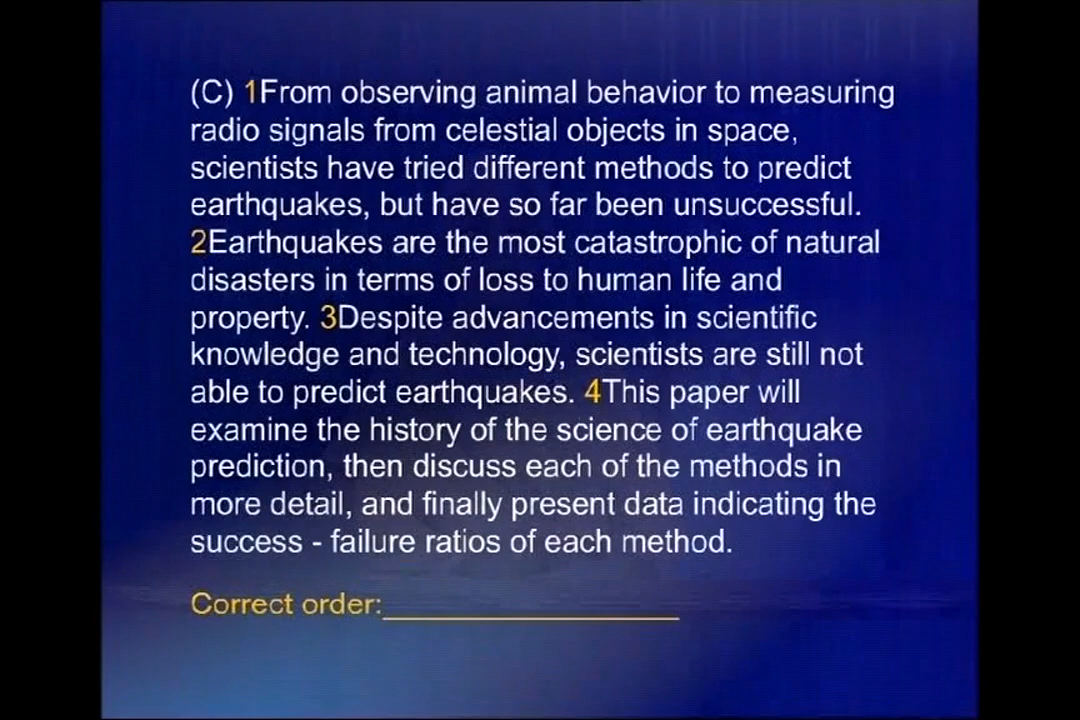 (C) 1From observing animal behavior to measuring
radio signals from celestial objects in space,
scientists have tried different methods to predict
earthquakes, but have so far been unsuccessful.
2Earthquakes are the most catastrophic of natural
disasters in terms of loss to human life and
property. 3Despite advancements in scientific
knowledge and technology, scientists are still not
able to predict earthquakes. 4This paper will
examine the history of the science of earthquake
prediction, then discuss each of the methods in
more detail, and finally present data indicating the
success - failure ratios of each method.
Correct order:____________________